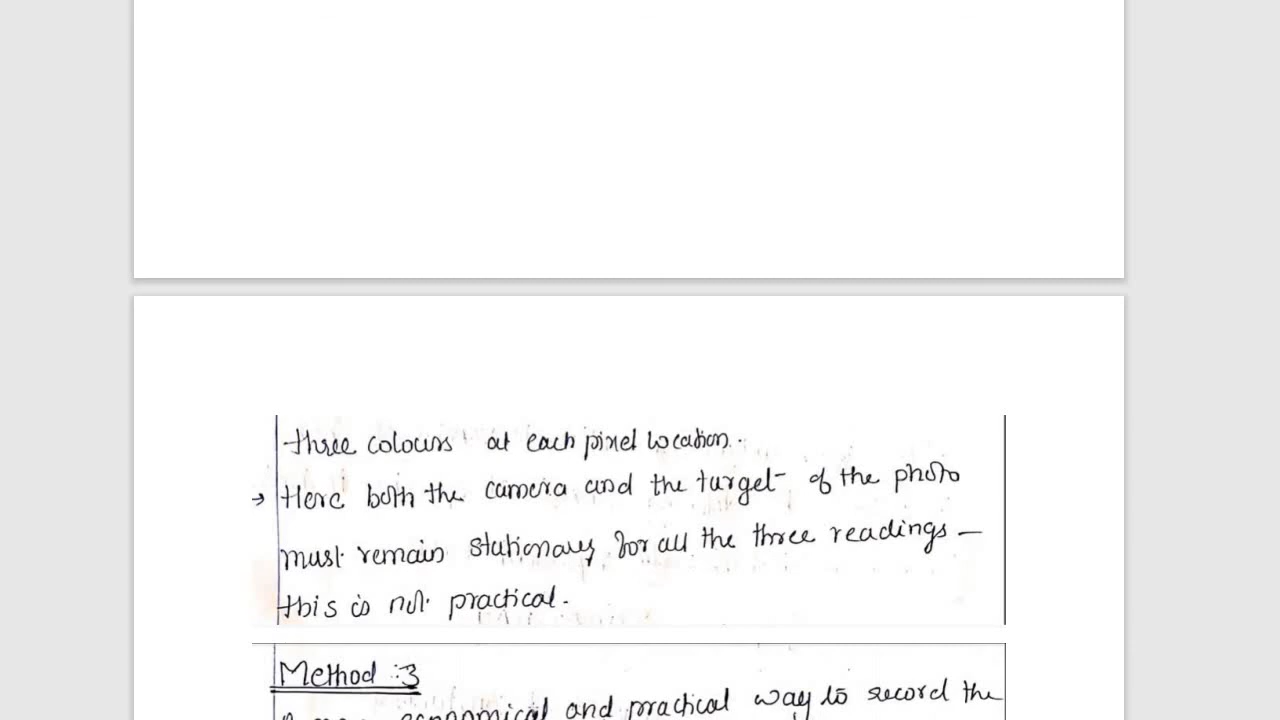 three colours at each pixel location.
→ Here both the camera and the target of the photo
must remain stationary for all the three readings —
this is not practical.
Method :3
economical and practical way to record the